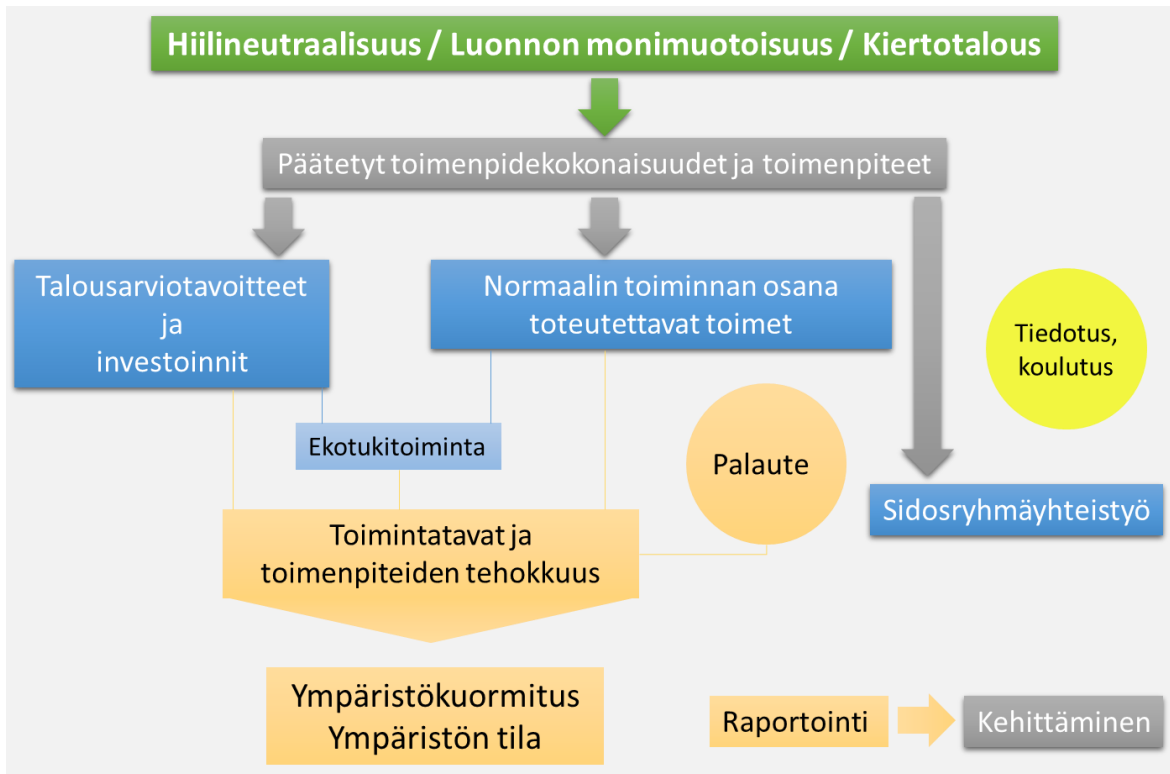 Hiilineutraalisuus / Luonnon monimuotoisuus / Kiertotalous
Päätetyt toimenpidekokonaisuudet ja toimenpiteet
Talousarviotavoitteet
ja
investoinnit
Normaalin toiminnan osana
toteutettavat toimet
Tiedotus,
koulutus
Ekotukitoiminta
Palaute
Sidosryhmäyhteistyö
Toimintatavat ja
toimenpiteiden tehokkuus
Ympäristökuormitus
Ympäristön tila
Raportointi
Kehittäminen